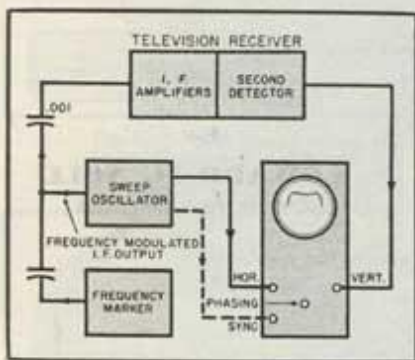 TELEVISION RECEIVER
I. F.
AMPLIFIERS
SECOND
DETECTOR
.001
SWEEP
OSCILLATOR
FREQUENCY MODULATED
I.F. OUTPUT
HOR.
VERT.
PHASING
SYNC
FREQUENCY
MARKER